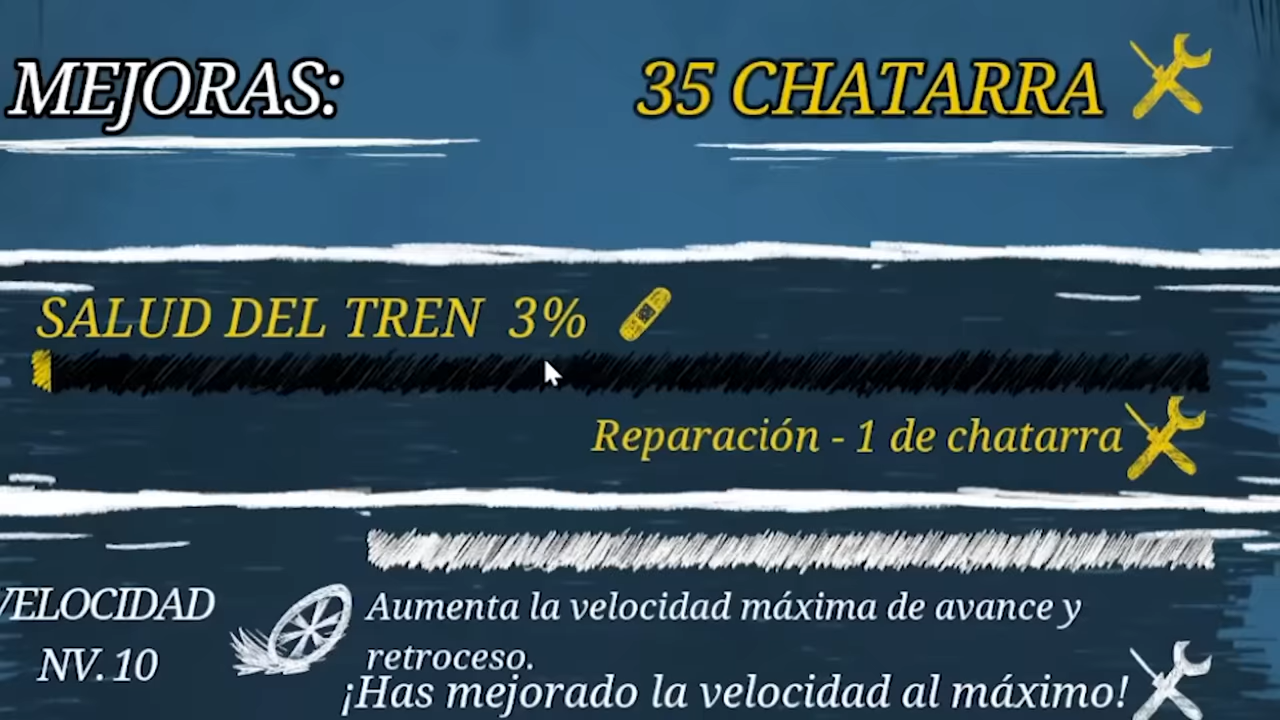 MEJORAS:
35 CHATARRA
SALUD DEL TREN 3%
Reparación - 1 de chatarra
VELOCIDAD
NV. 10
Aumenta la velocidad máxima de avance y
retroceso.
¡Has mejorado la velocidad al máximo!